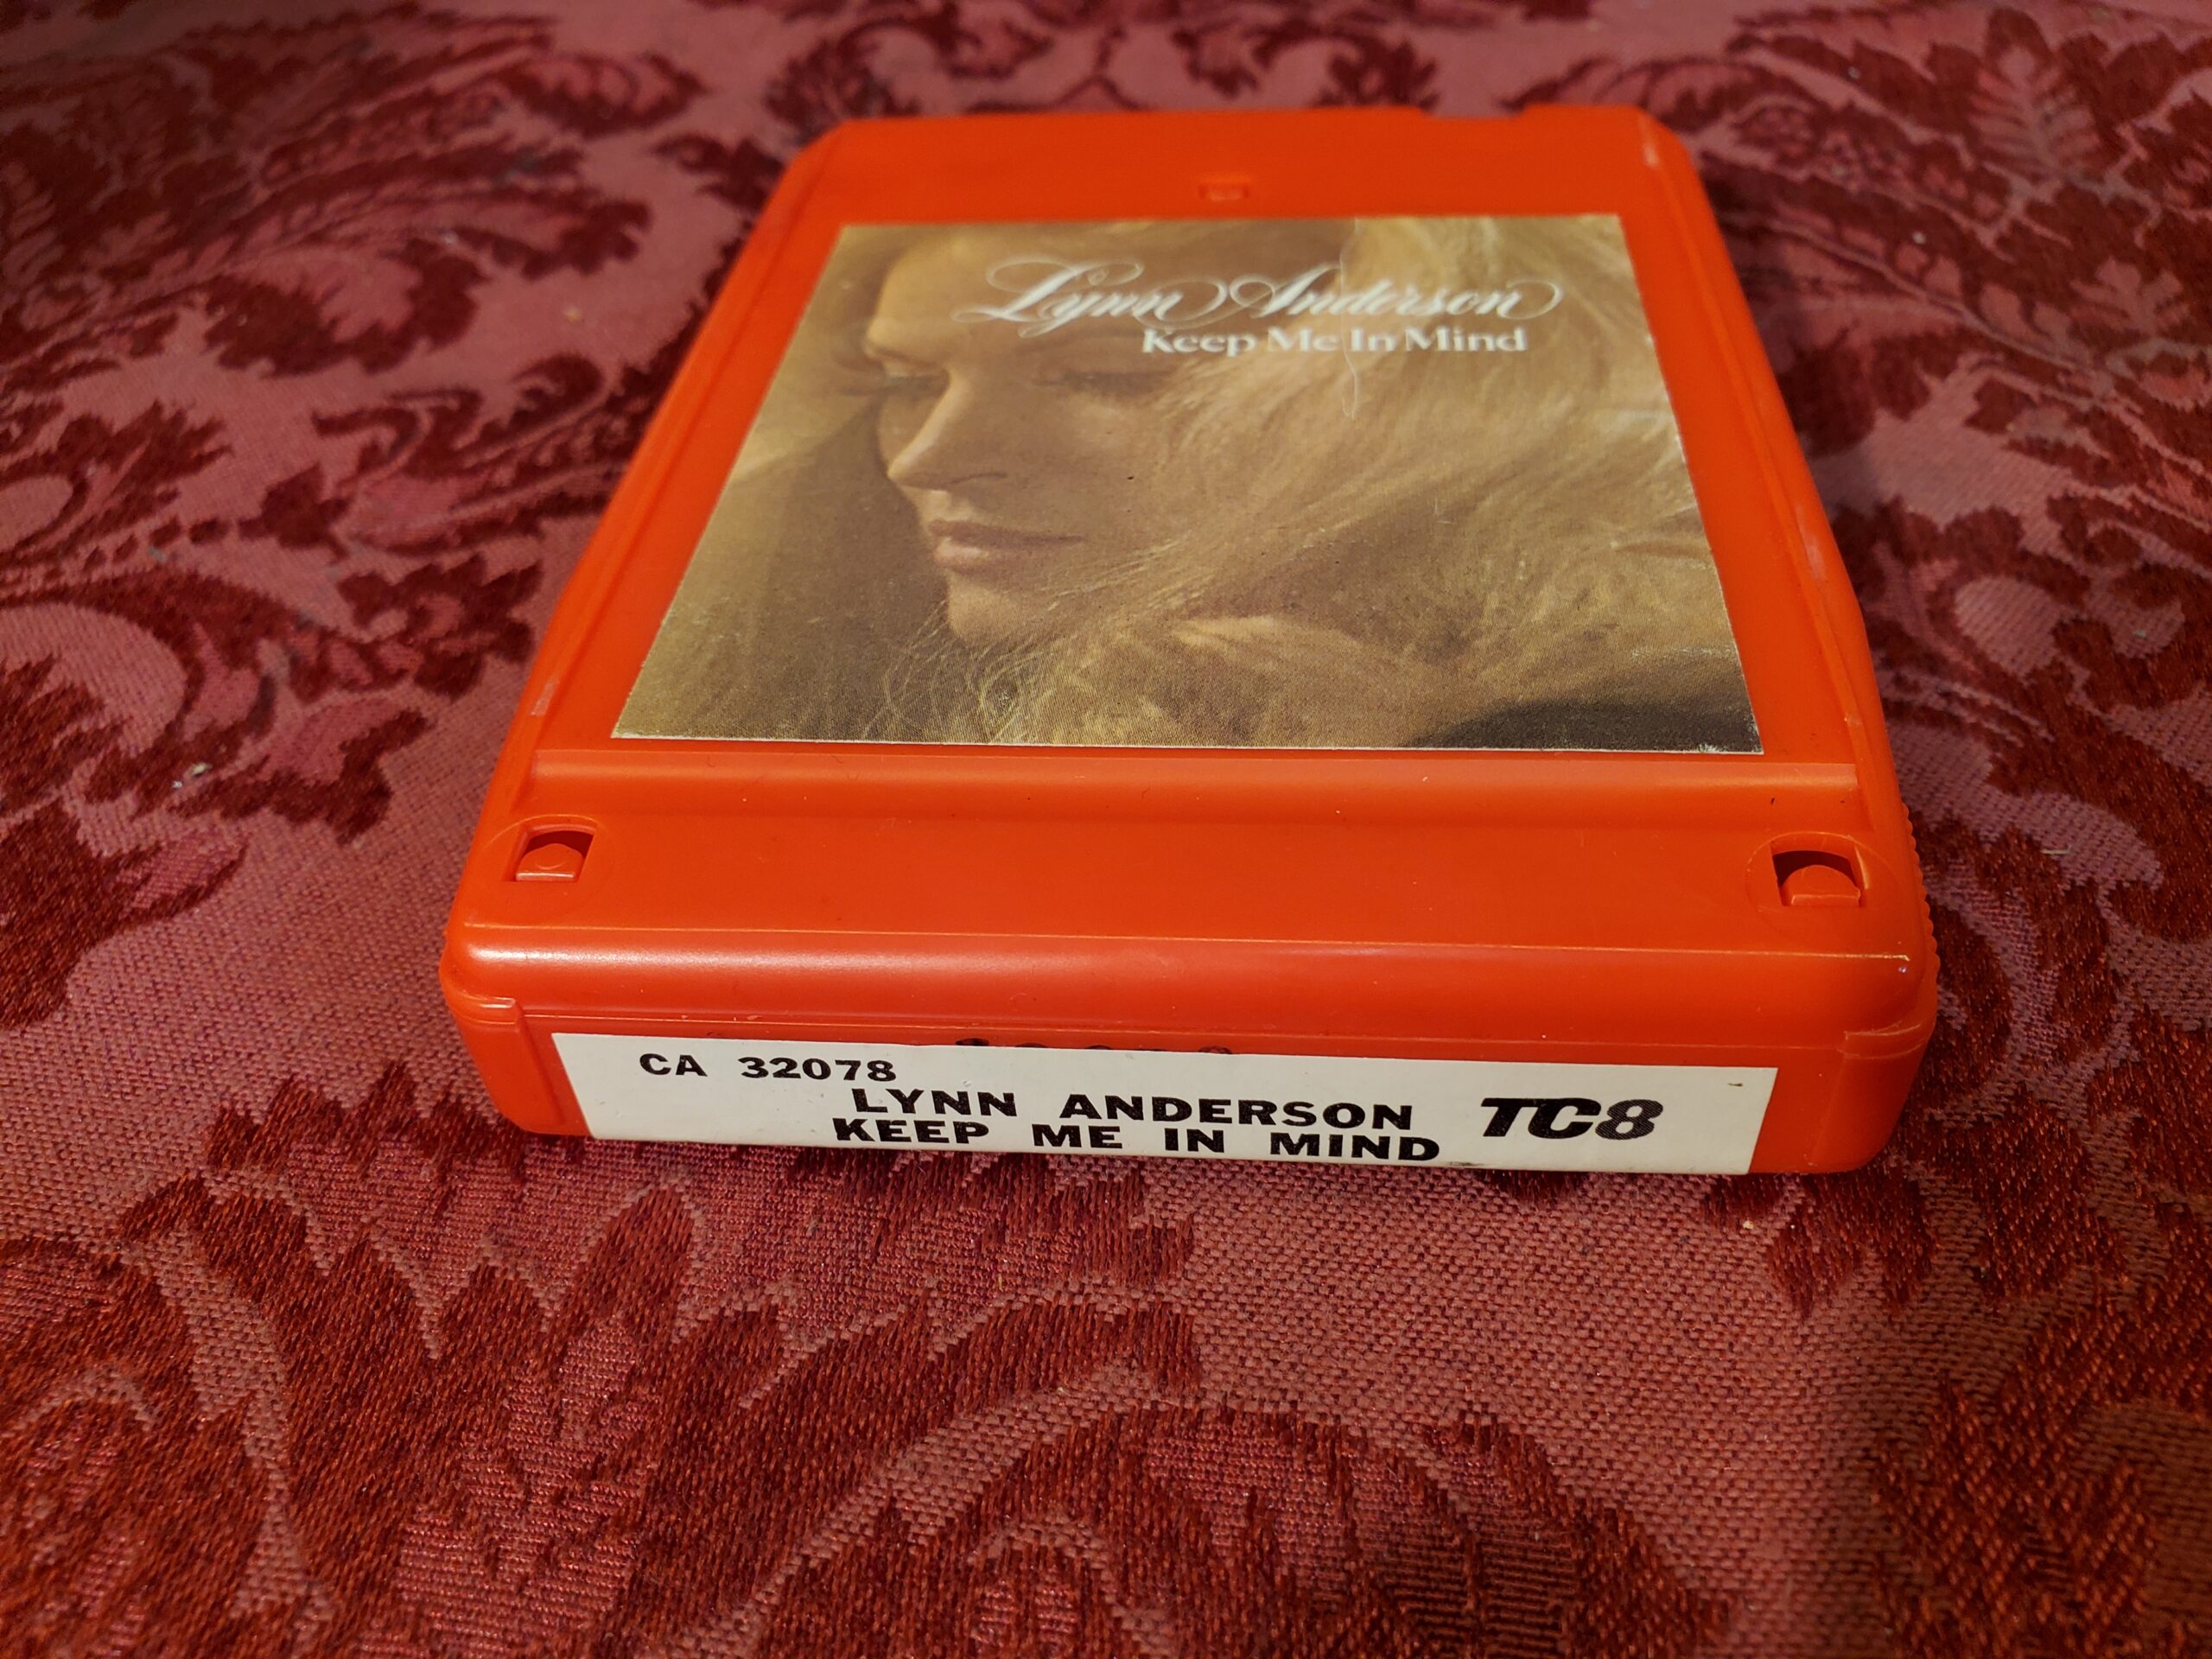 Lynn Anderson
Keep Me In Mind
CA 32078
LYNN ANDERSON
KEEP ME IN MIND
TC8